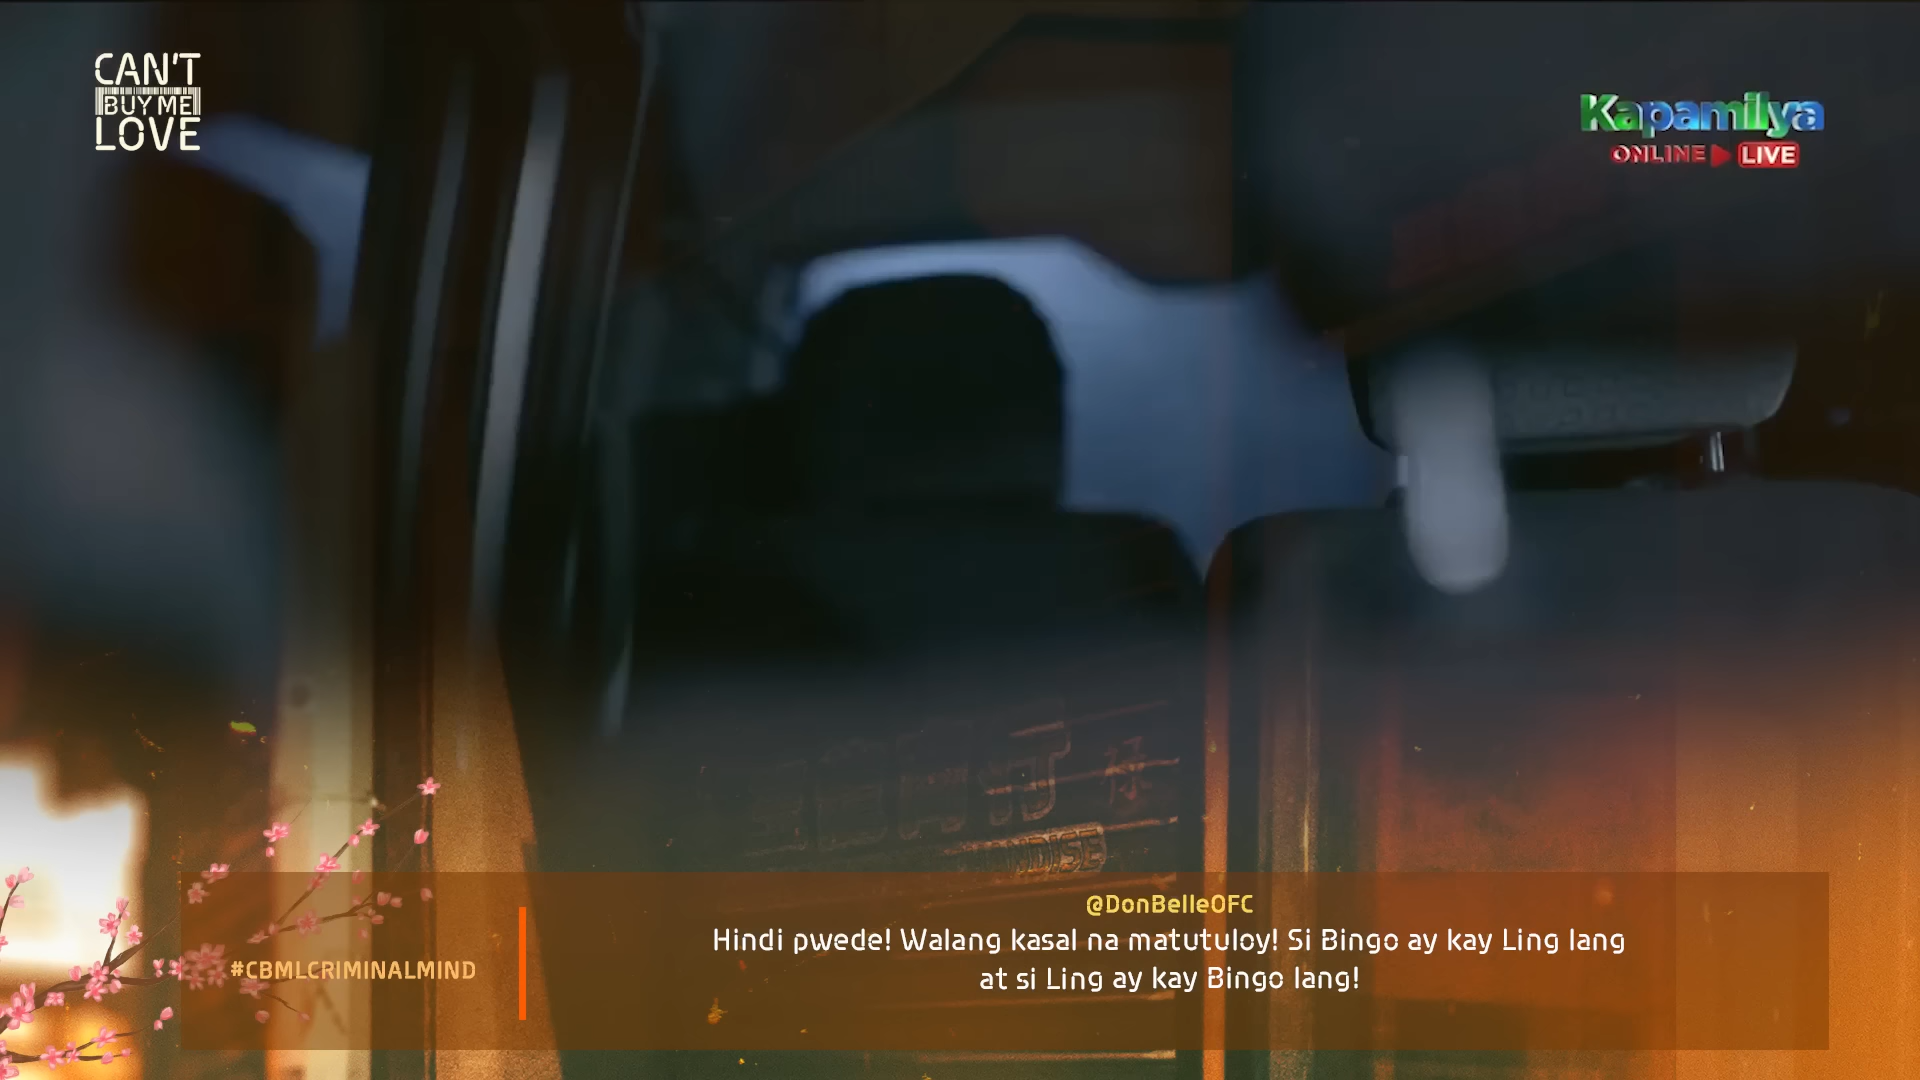 CAN'T
BUY ME
LOVE
Kapamilya
ONLINE LIVE
@DonBelleOFC
Hindi pwede! Walang kasal na matutuloy! Si Bingo ay kay Ling lang
at si Ling ay kay Bingo lang!
#CBMLCRIMINALMIND